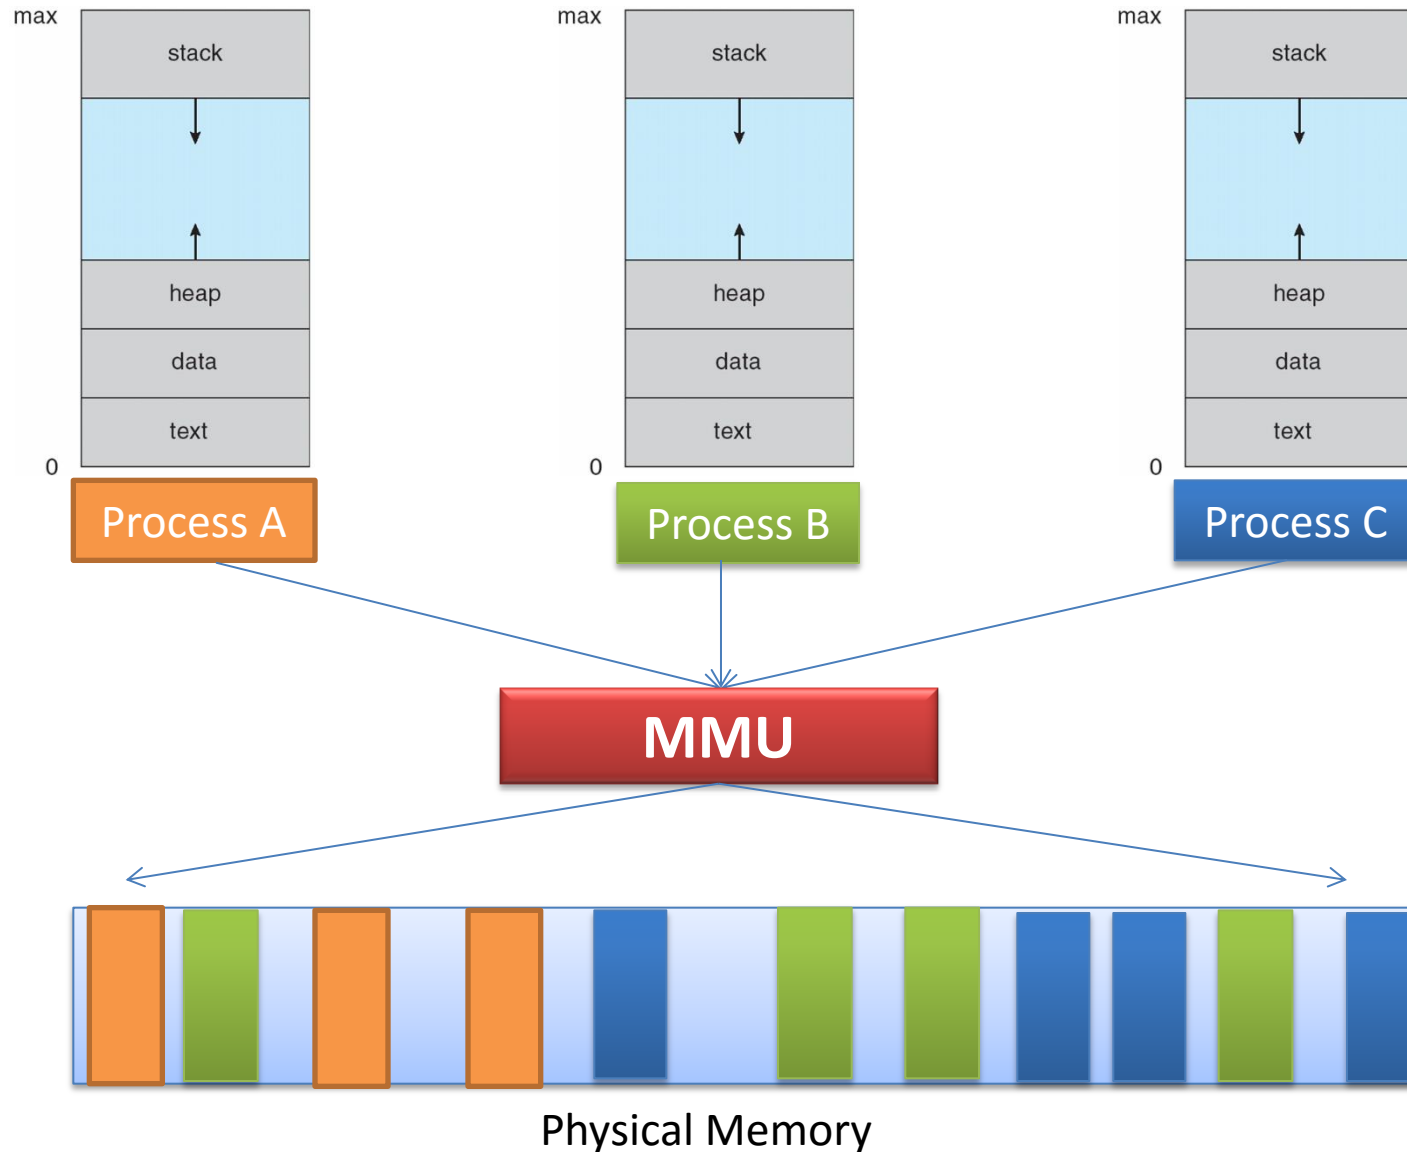 max
max
max
stack
stack
stack
heap
heap
heap
data
data
data
text
text
text
0
0
0
Process A
Process B
Process C
MMU
Physical Memory